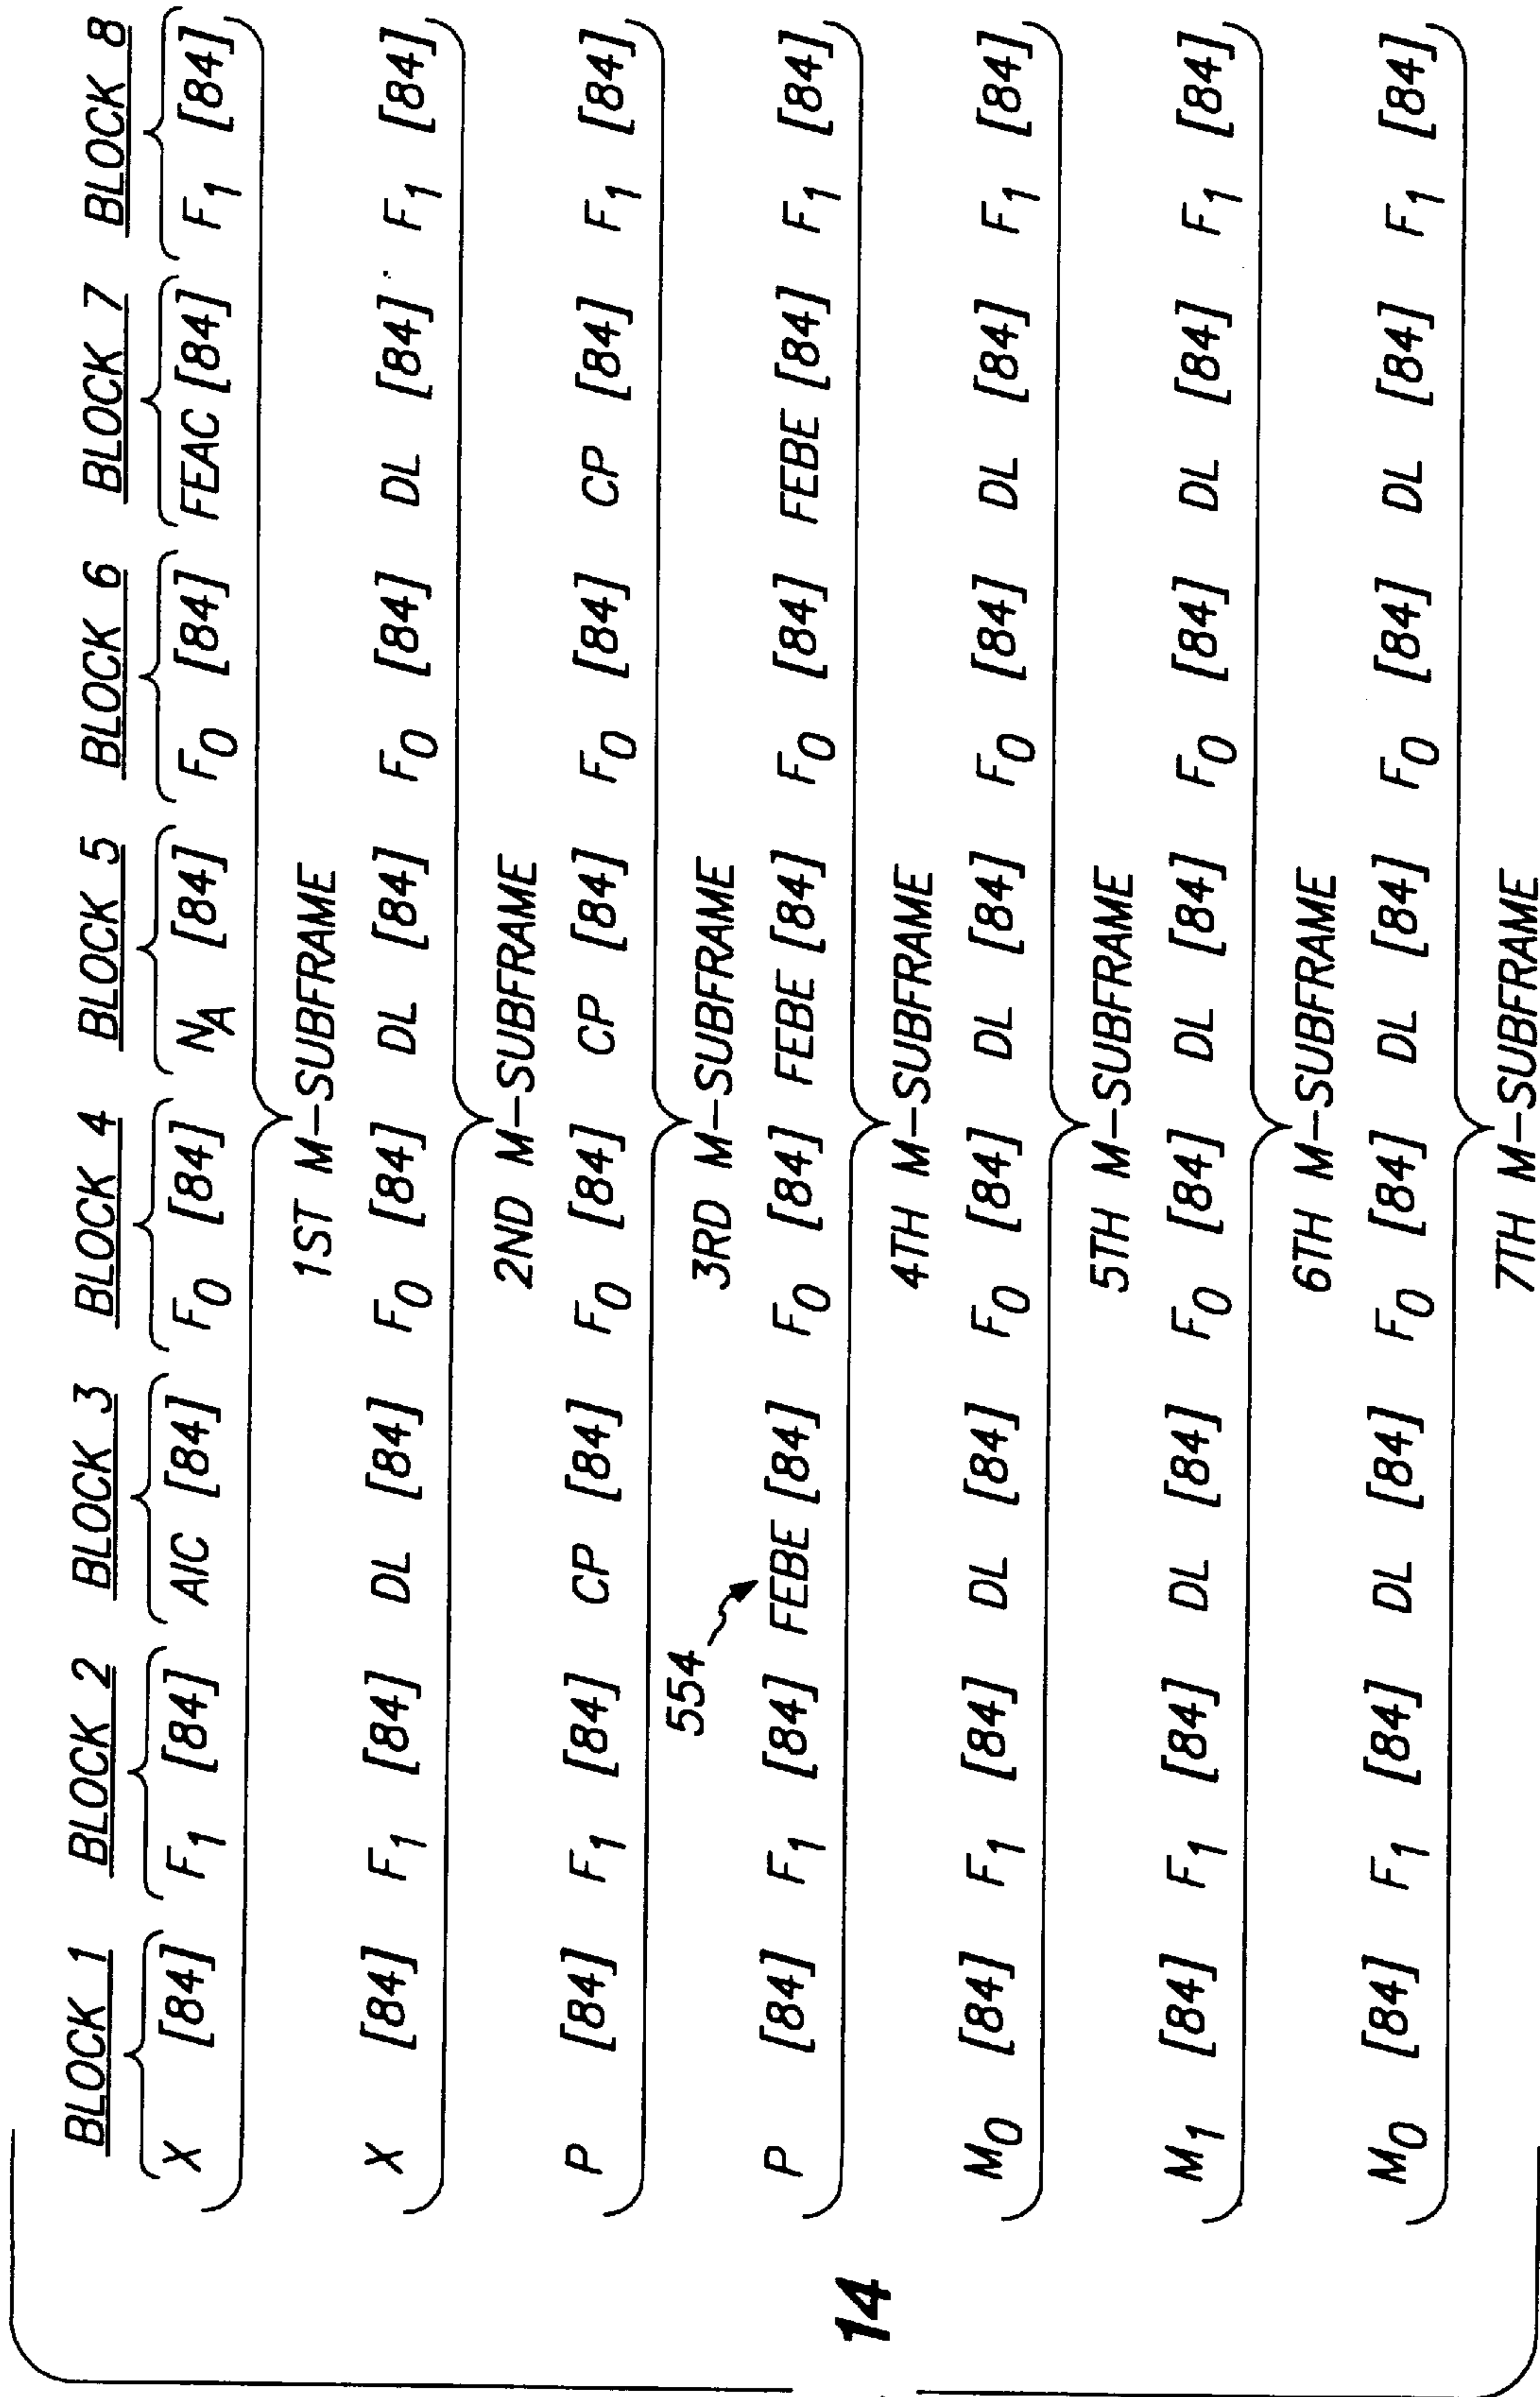 BLOCK 1 BLOCK 2 BLOCK 3 BLOCK 4 BLOCK 5 BLOCK 6 BLOCK 7 BLOCK 8
X [84] F1 [84] AIC [84] F0 [84] NA [84] F0 [84] FEAC [84] F1 [84]
1ST M-SUBFRAME
X [84] F1 [84] DL [84] F0 [84] DL [84] F0 [84] DL [84] F1 [84]
2ND M-SUBFRAME
P [84] F1 [84] CP [84] F0 [84] CP [84] F0 [84] CP [84] F1 [84]
3RD M-SUBFRAME
554
P [84] F1 [84] FEBE [84] F0 [84] FEBE [84] F0 [84] FEBE [84] F1 [84]
4TH M-SUBFRAME
M0 [84] F1 [84] DL [84] F0 [84] DL [84] F0 [84] DL [84] F1 [84]
5TH M-SUBFRAME
M1 [84] F1 [84] DL [84] F0 [84] DL [84] F0 [84] DL [84] F1 [84]
6TH M-SUBFRAME
M0 [84] F1 [84] DL [84] F0 [84] DL [84] F0 [84] DL [84] F1 [84]
7TH M-SUBFRAME
14